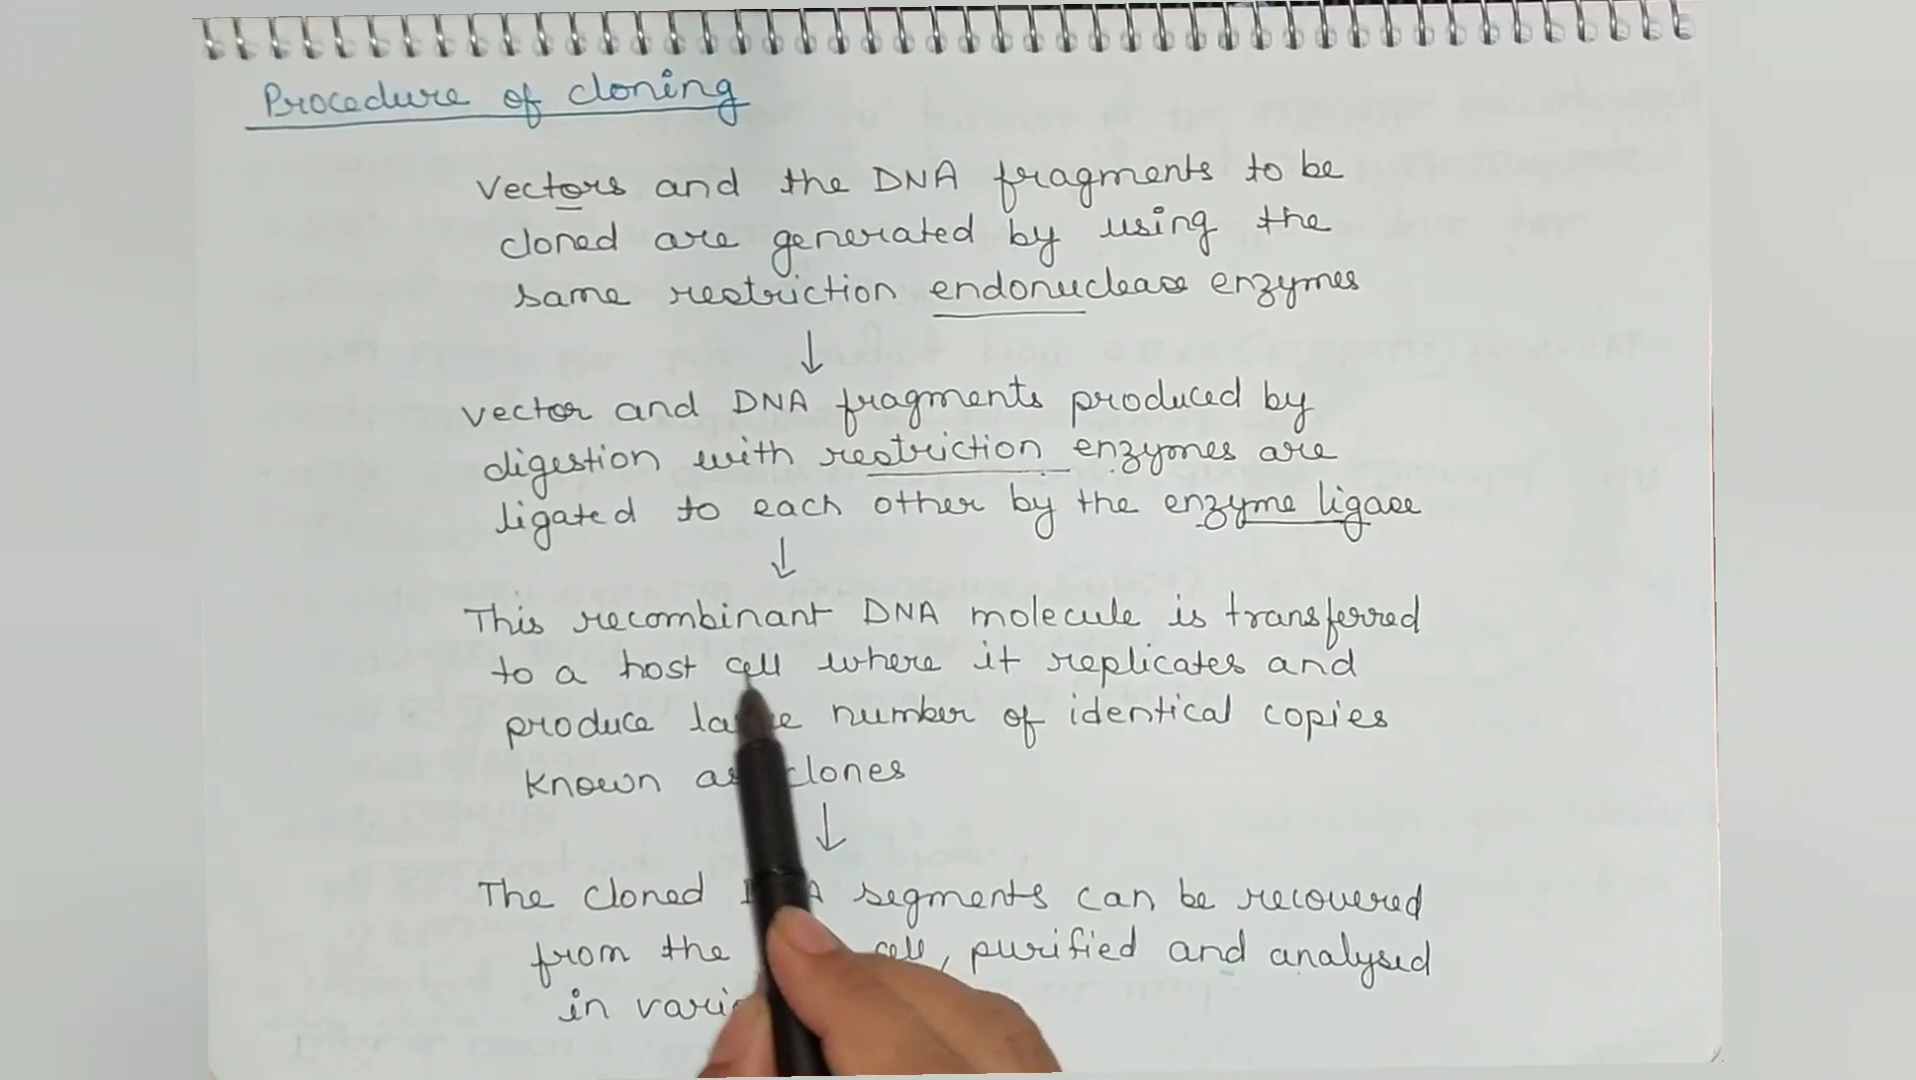 Procedure of cloning
vectors and the DNA fragments to be
cloned are generated by using the
same restriction endonuclease enzymes
↓
vector and DNA fragments produced by
digestion with restriction enzymes are
ligated to each other by the enzyme ligase
↓
This recombinant DNA molecule is transferred
to a host cell where it replicates and
produce number of identical copies
known as clones
↓
The cloned segments can be recovered
from the cell, purified and analysed
in